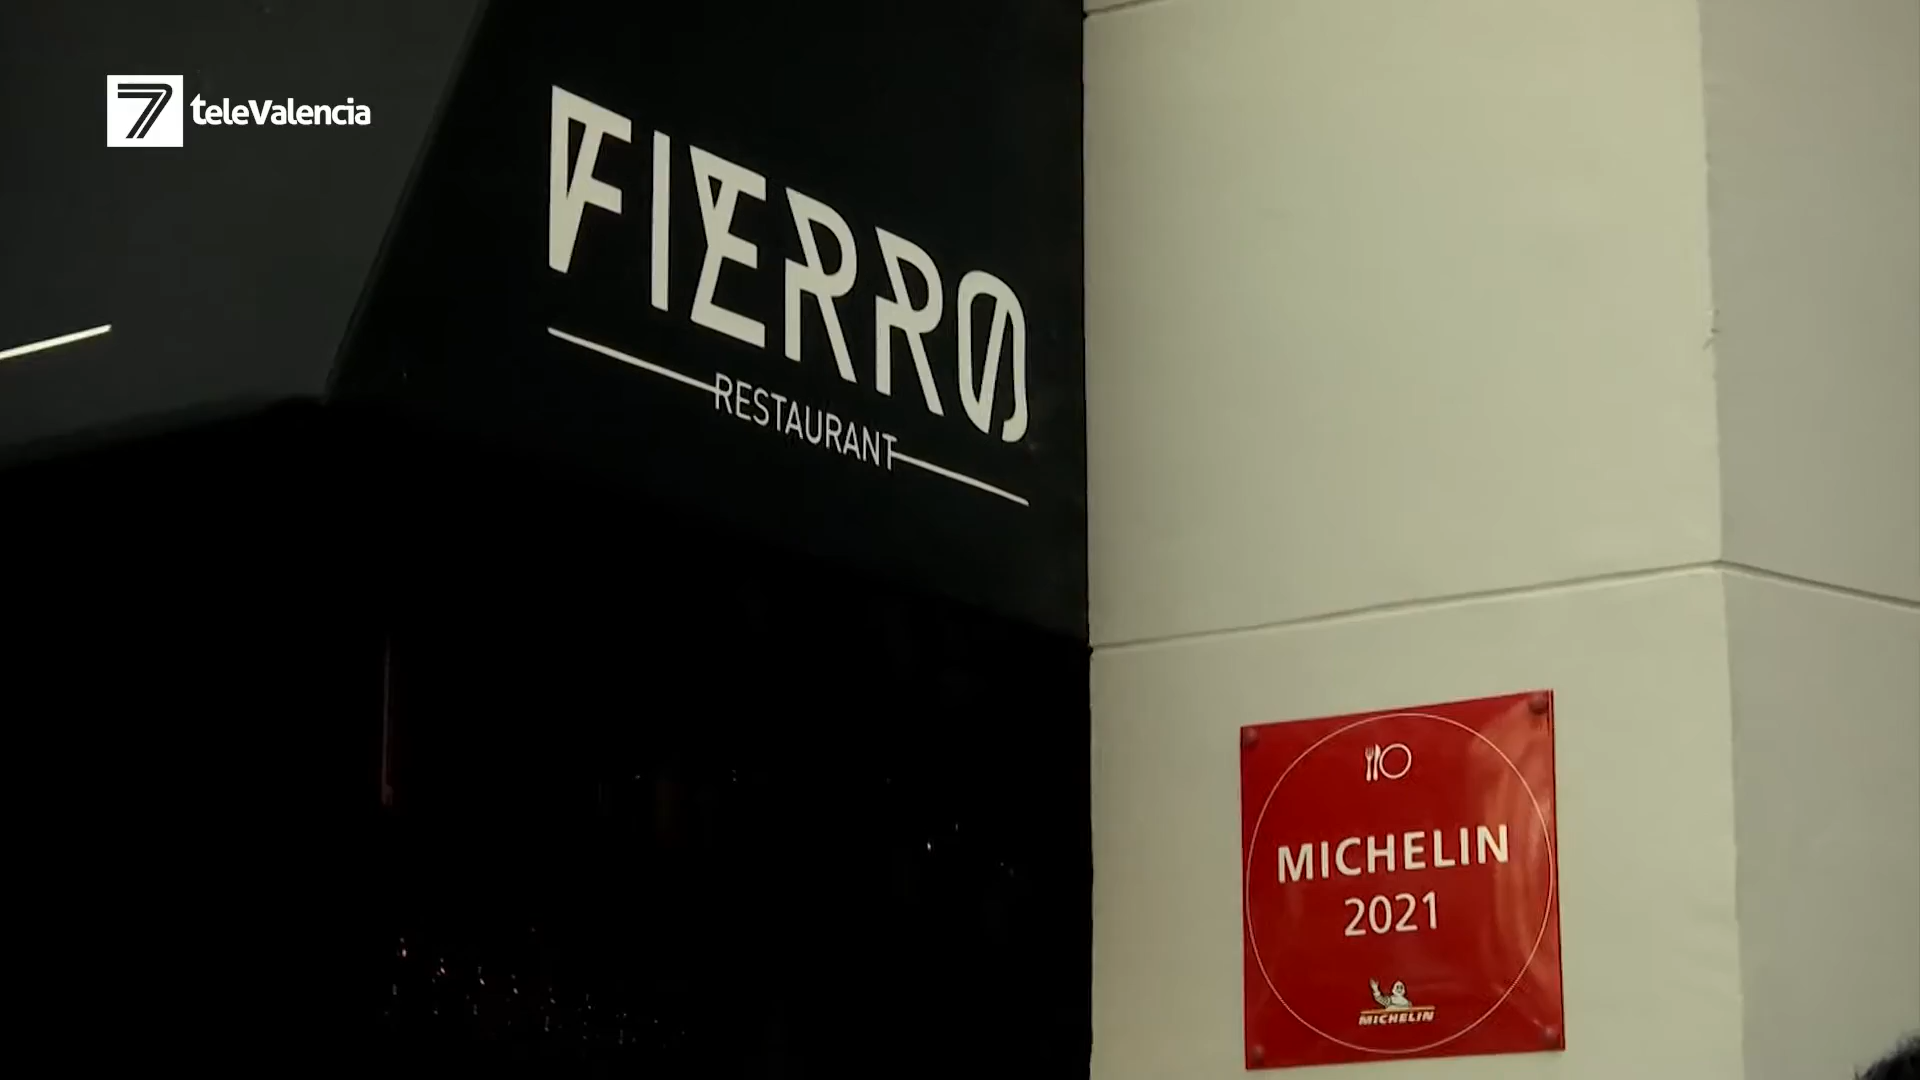 7 teleValencia
FIERRO
RESTAURANT
MICHELIN
2021
MICHELIN